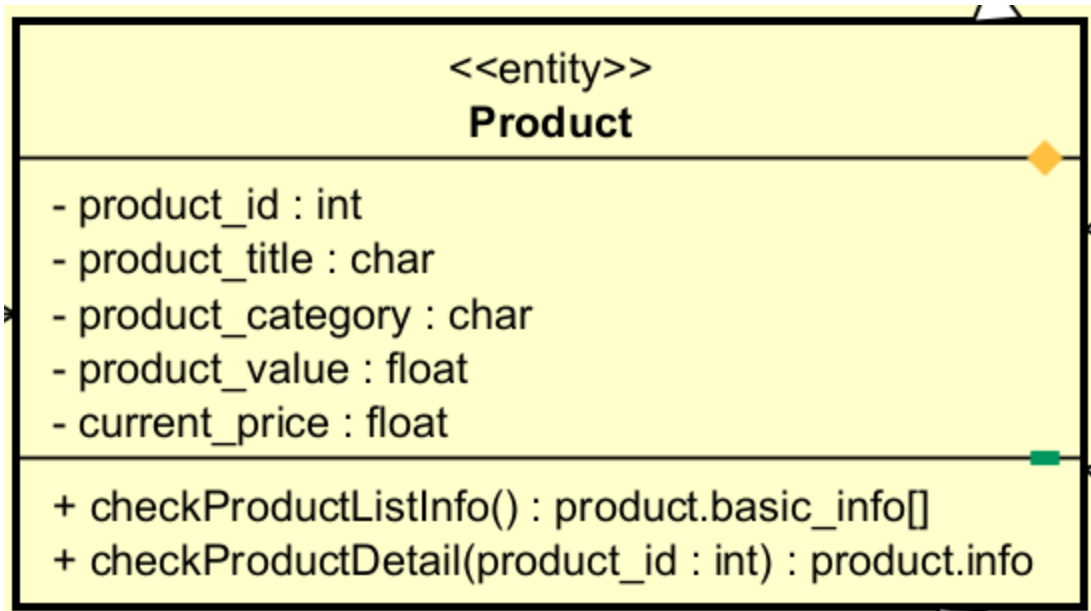 <<entity>>
Product
- product_id : int
- product_title : char
- product_category : char
- product_value : float
- current_price : float
+ checkProductListInfo() : product.basic_info[]
+ checkProductDetail(product_id : int) : product.info